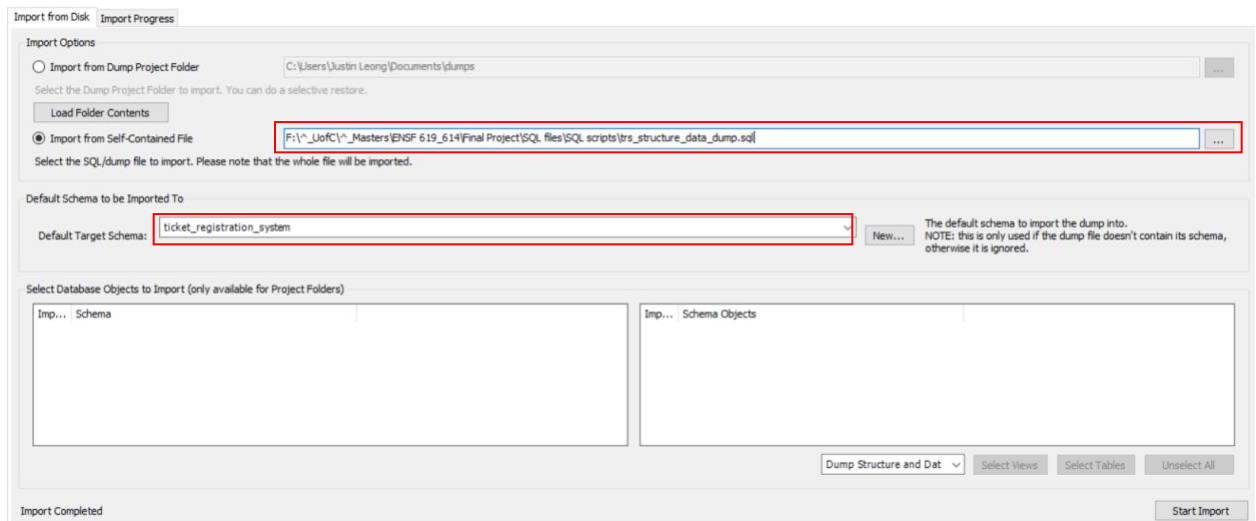 Import from Disk Import Progress
Import Options
Import from Dump Project Folder C:\Users\Justin Leong\Documents\dumps ...
Select the Dump Project Folder to import. You can do a selective restore.
Load Folder Contents
Import from Self-Contained File F:\^_UofC\^_Masters\ENSF 619_614\Final Project\SQL files\SQL scripts\trs_structure_data_dump.sql ...
Select the SQL/dump file to import. Please note that the whole file will be imported.
Default Schema to be Imported To
Default Target Schema: ticket_registration_system New... The default schema to import the dump into.
NOTE: this is only used if the dump file doesn't contain its schema,
otherwise it is ignored.
Select Database Objects to Import (only available for Project Folders)
Imp... Schema Imp... Schema Objects
Dump Structure and Dat Select Views Select Tables Unselect All
Import Completed Start Import